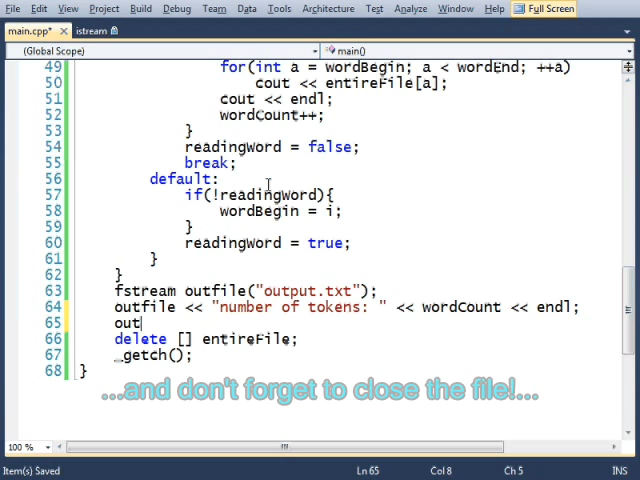 File Edit View Project Build Debug Team Data Tools Architecture Test Analyze Window Help Full Screen
main.cpp* istream
(Global Scope) main()
49 for(int a = wordBegin; a < wordEnd; ++a)
50 cout << entireFile[a];
51 cout << endl;
52 wordCount++;
53 }
54 readingWord = false;
55 break;
56 default:
57 if(!readingWord){
58 wordBegin = i;
59 }
60 readingWord = true;
61 }
62 }
63 fstream outfile("output.txt");
64 outfile << "number of tokens: " << wordCount << endl;
65 out
66 delete [] entireFile;
67 _getch();
68 }
...and don't forget to close the file!...
100 %
Item(s) Saved Ln 65 Col 8 Ch 5 INS